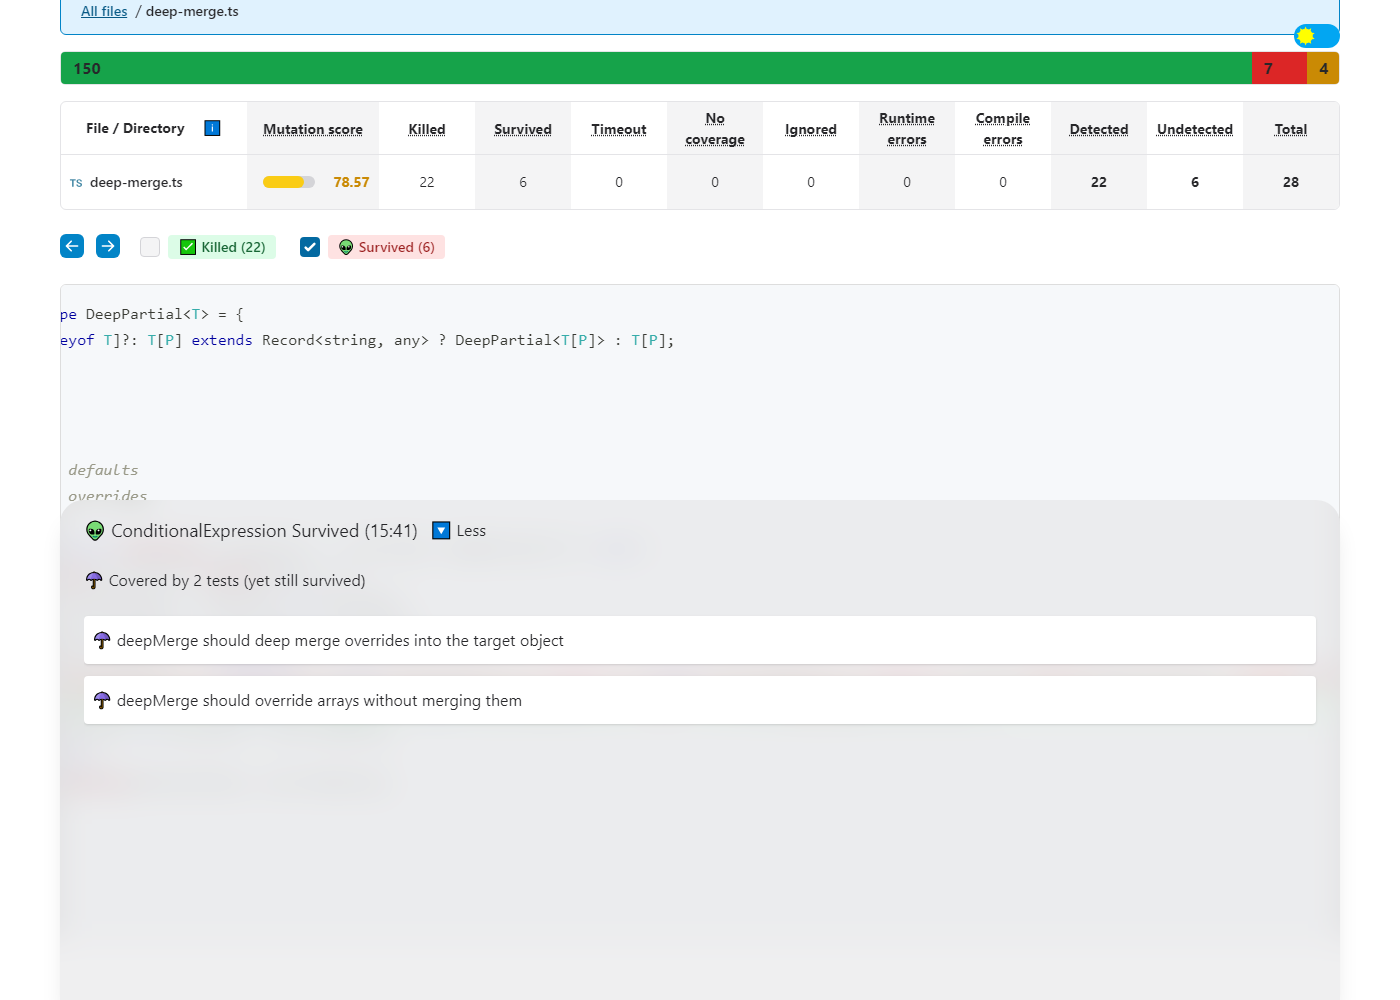 All files / deep-merge.ts
150 7 4
File / Directory i Mutation score Killed Survived Timeout No coverage Ignored Runtime errors Compile errors Detected Undetected Total
TS deep-merge.ts 78.57 22 6 0 0 0 0 0 22 6 28
Killed (22) Survived (6)
pe DeepPartial<T> = {
eyof T]?: T[P] extends Record<string, any> ? DeepPartial<T[P]> : T[P];
defaults
overrides
ConditionalExpression Survived (15:41) Less
Covered by 2 tests (yet still survived)
deepMerge should deep merge overrides into the target object
deepMerge should override arrays without merging them